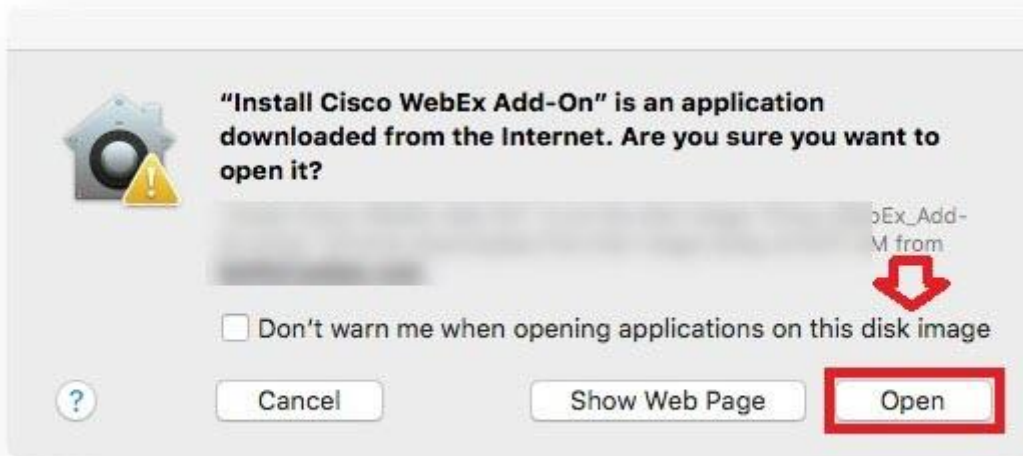 “Install Cisco WebEx Add-On” is an application
downloaded from the Internet. Are you sure you want to
open it?
Add-
M from
Don’t warn me when opening applications on this disk image
?
Cancel
Show Web Page
Open